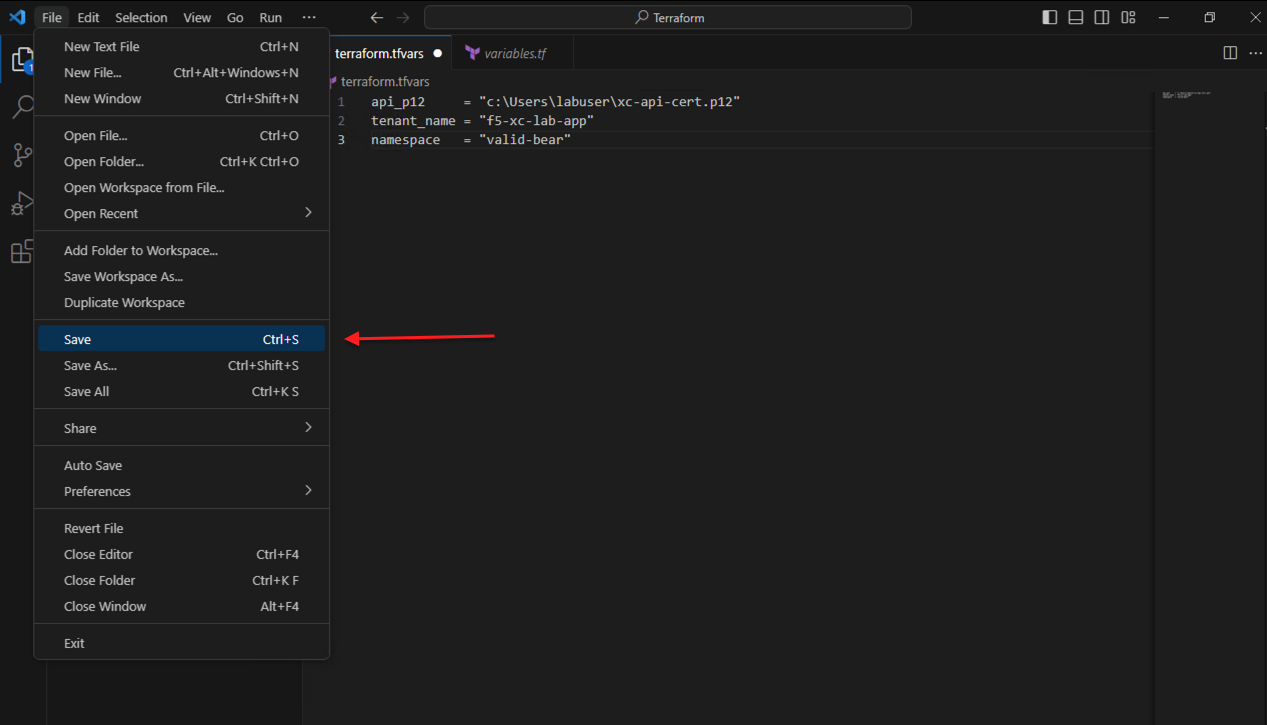 File Edit Selection View Go Run ··· Terraform
New Text File Ctrl+N
New File... Ctrl+Alt+Windows+N
New Window Ctrl+Shift+N
Open File... Ctrl+O
Open Folder... Ctrl+K Ctrl+O
Open Workspace from File...
Open Recent
Add Folder to Workspace...
Save Workspace As...
Duplicate Workspace
Save Ctrl+S
Save As... Ctrl+Shift+S
Save All Ctrl+K S
Share
Auto Save
Preferences
Revert File
Close Editor Ctrl+F4
Close Folder Ctrl+K F
Close Window Alt+F4
Exit
1
terraform.tfvars variables.tf
terraform.tfvars
1 api_p12 = "c:\Users\labuser\xc-api-cert.p12"
2 tenant_name = "f5-xc-lab-app"
3 namespace = "valid-bear"